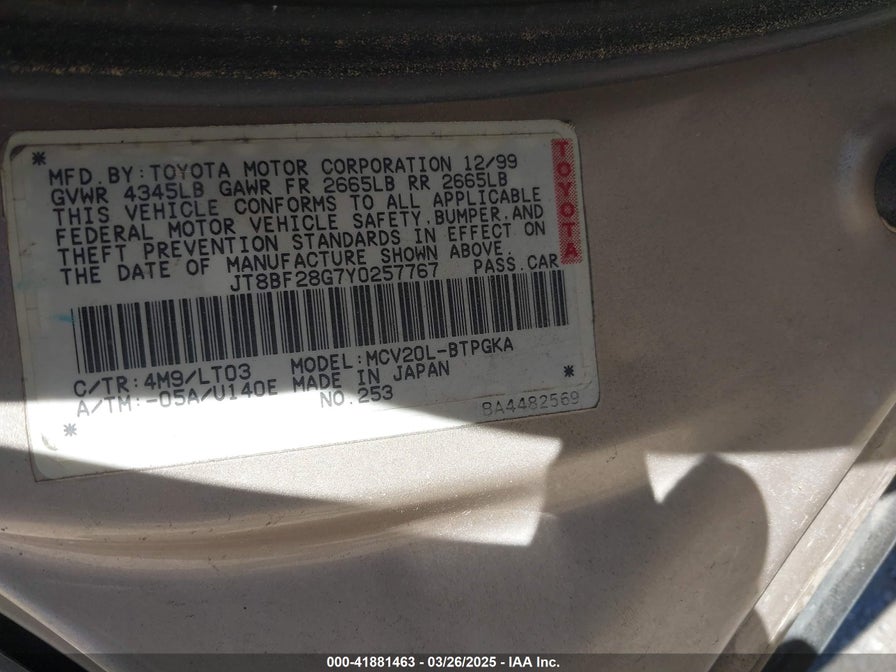 MFD. BY: TOYOTA MOTOR CORPORATION 12/99
GVWR 4345LB GAWR FR 2665LB RR 2665LB
THIS VEHICLE CONFORMS TO ALL APPLICABLE
FEDERAL MOTOR VEHICLE SAFETY, BUMPER, AND
THEFT PREVENTION STANDARDS IN EFFECT ON
THE DATE OF MANUFACTURE SHOWN ABOVE.
JT8BF28G7Y0257767 PASS. CAR
TOYOTA
C/TR: 4M9/LT03 MODEL: MCV20L-BTPGKA
A/TM: -05A/U140E MADE IN JAPAN
NO. 253
BA4482569
000-41881463 - 03/26/2025 - IAA Inc.